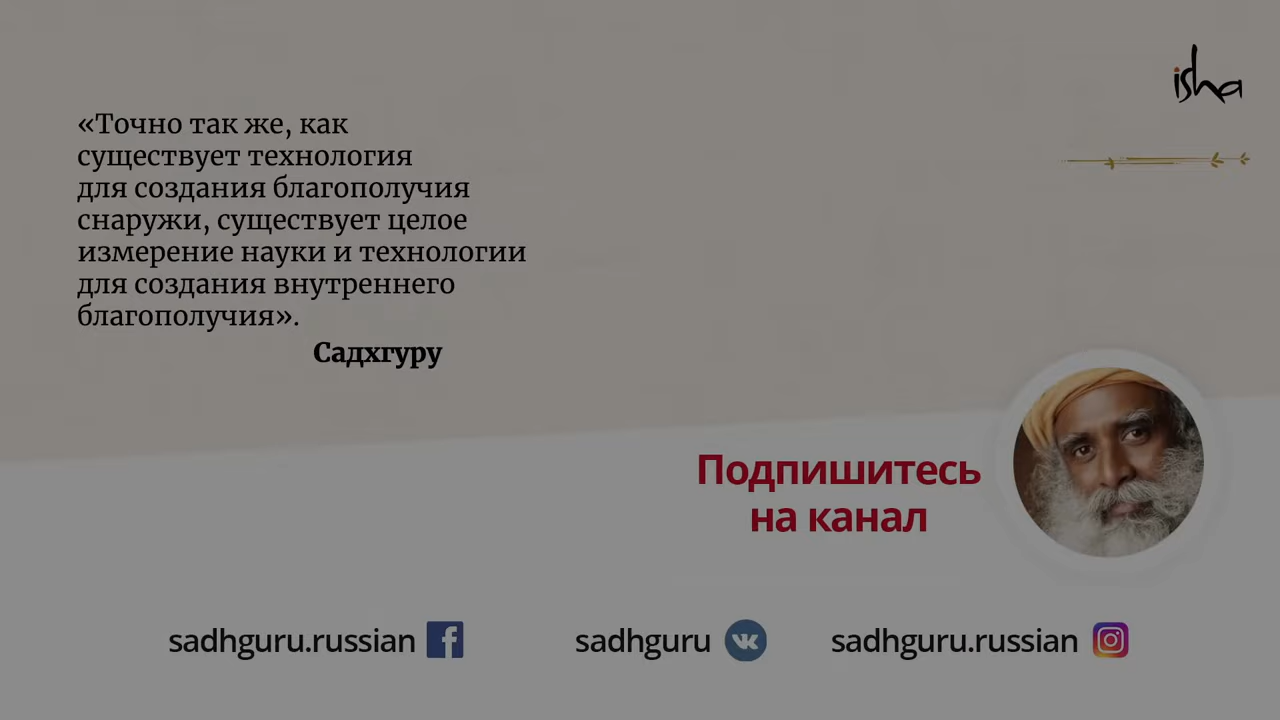 isha
«Точно так же, как
существует технология
для создания благополучия
снаружи, существует целое
измерение науки и технологии
для создания внутреннего
благополучия».
Садхгуру
Подпишитесь
на канал
sadhguru.russian
sadhguru
sadhguru.russian